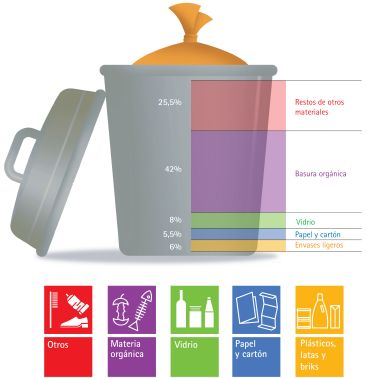 25,5%
Restos de otros
materiales
42%
Basura orgánica
8%
Vidrio
5,5%
Papel y cartón
6%
Envases ligeros
Otros
Materia
orgánica
Vidrio
Papel
y cartón
Plásticos,
latas y
briks